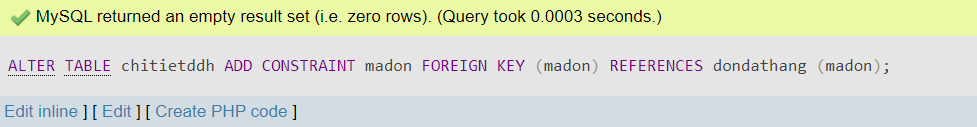 MySQL returned an empty result set (i.e. zero rows). (Query took 0.0003 seconds.)
ALTER TABLE chitietddh ADD CONSTRAINT madon FOREIGN KEY (madon) REFERENCES dondathang (madon);
Edit inline ] [ Edit ] [ Create PHP code ]